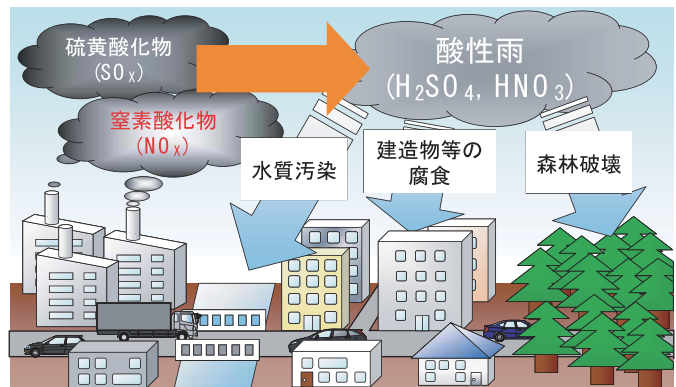 硫黄酸化物
(SOX)
窒素酸化物
(NOX)
酸性雨
(H2SO4, HNO3)
水質汚染
建造物等の
腐食
森林破壊